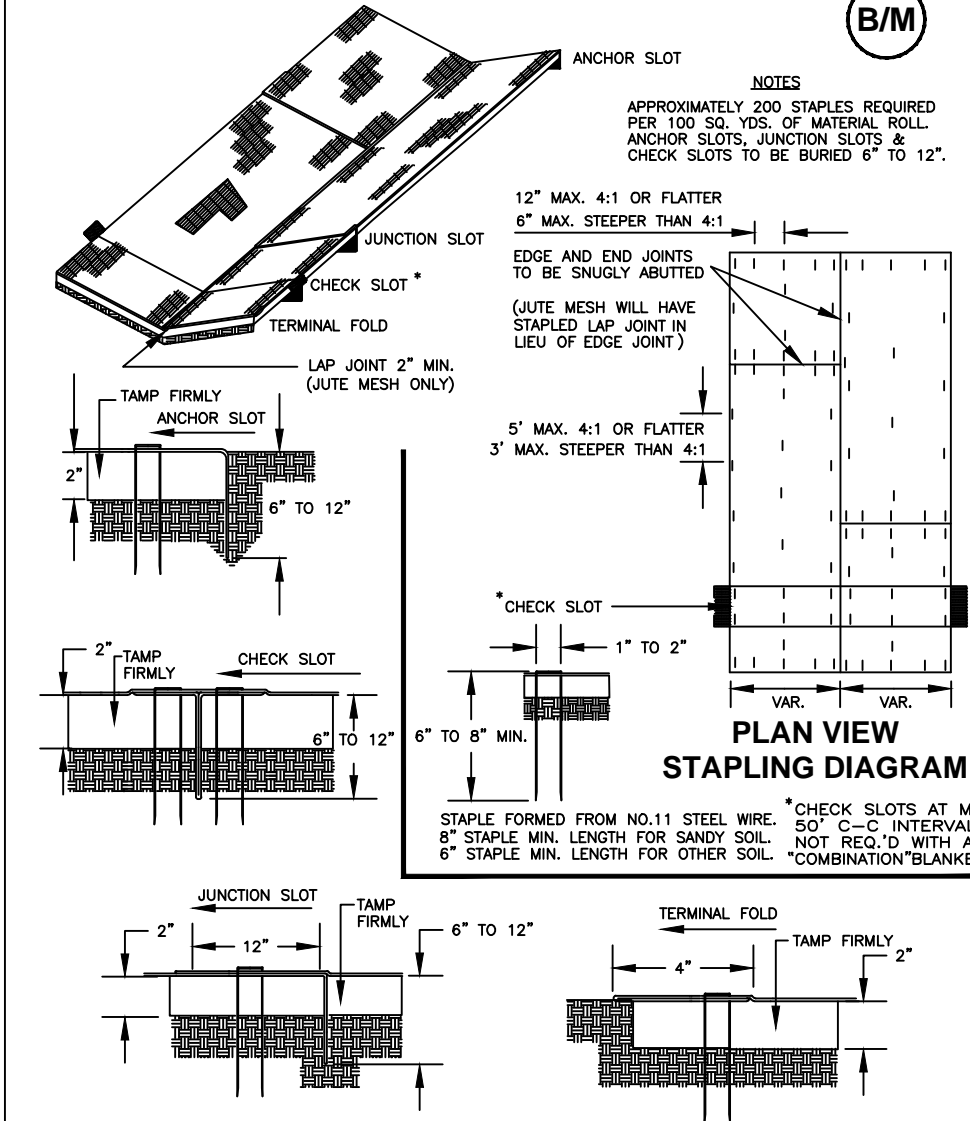 B/M
ANCHOR SLOT
NOTES
APPROXIMATELY 200 STAPLES REQUIRED
PER 100 SQ. YDS. OF MATERIAL ROLL.
ANCHOR SLOTS, JUNCTION SLOTS &
CHECK SLOTS TO BE BURIED 6" TO 12".
JUNCTION SLOT
CHECK SLOT *
TERMINAL FOLD
LAP JOINT 2" MIN.
(JUTE MESH ONLY)
12" MAX. 4:1 OR FLATTER
6" MAX. STEEPER THAN 4:1
EDGE AND END JOINTS
TO BE SNUGLY ABUTTED
(JUTE MESH WILL HAVE
STAPLED LAP JOINT IN
LIEU OF EDGE JOINT)
5' MAX. 4:1 OR FLATTER
3' MAX. STEEPER THAN 4:1
TAMP FIRMLY
ANCHOR SLOT
2"
6" TO 12"
*CHECK SLOT
1" TO 2"
6" TO 8" MIN.
VAR.
VAR.
PLAN VIEW
STAPLING DIAGRAM
STAPLE FORMED FROM NO.11 STEEL WIRE.
8" STAPLE MIN. LENGTH FOR SANDY SOIL.
6" STAPLE MIN. LENGTH FOR OTHER SOIL.
*CHECK SLOTS AT M
50' C-C INTERVAL
NOT REQ.'D WITH A
"COMBINATION"BLANKE
2"
TAMP
FIRMLY
CHECK SLOT
6" TO 12"
JUNCTION SLOT
TAMP
FIRMLY
2"
12"
6" TO 12"
TERMINAL FOLD
TAMP FIRMLY
4"
2"